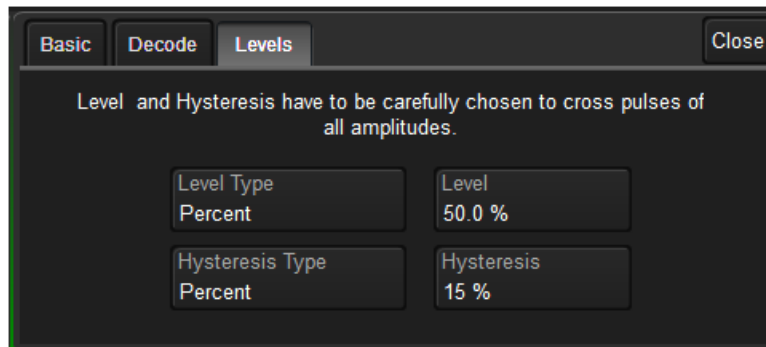 Basic Decode Levels Close
Level and Hysteresis have to be carefully chosen to cross pulses of
all amplitudes.
Level Type Level
Percent 50.0 %
Hysteresis Type Hysteresis
Percent 15 %